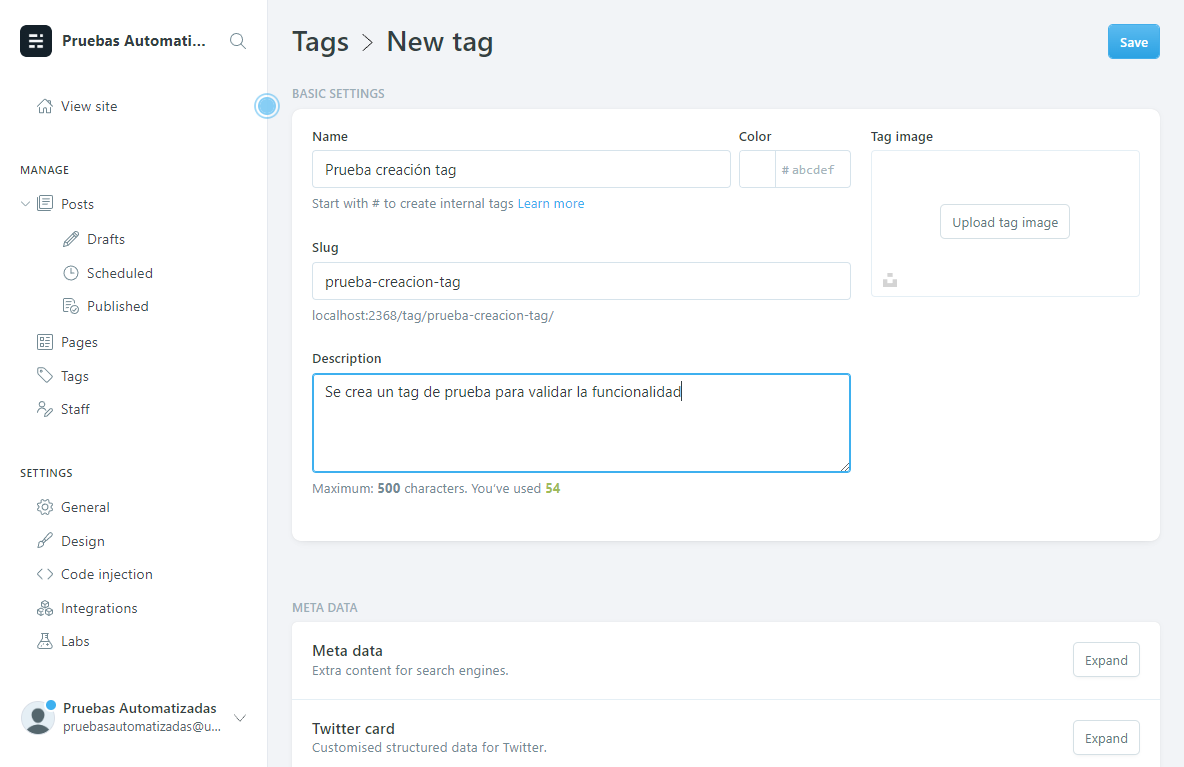 Pruebas Automati...
View site
MANAGE
Posts
Drafts
Scheduled
Published
Pages
Tags
Staff
SETTINGS
General
Design
Code injection
Integrations
Labs
Pruebas Automatizadas
pruebasautomatizadas@u...
Tags > New tag
Save
BASIC SETTINGS
Name
Prueba creación tag
Start with # to create internal tags Learn more
Color
# abcdef
Tag image
Upload tag image
Slug
prueba-creacion-tag
localhost:2368/tag/prueba-creacion-tag/
Description
Se crea un tag de prueba para validar la funcionalidad
Maximum: 500 characters. You’ve used 54
META DATA
Meta data
Extra content for search engines.
Expand
Twitter card
Customised structured data for Twitter.
Expand